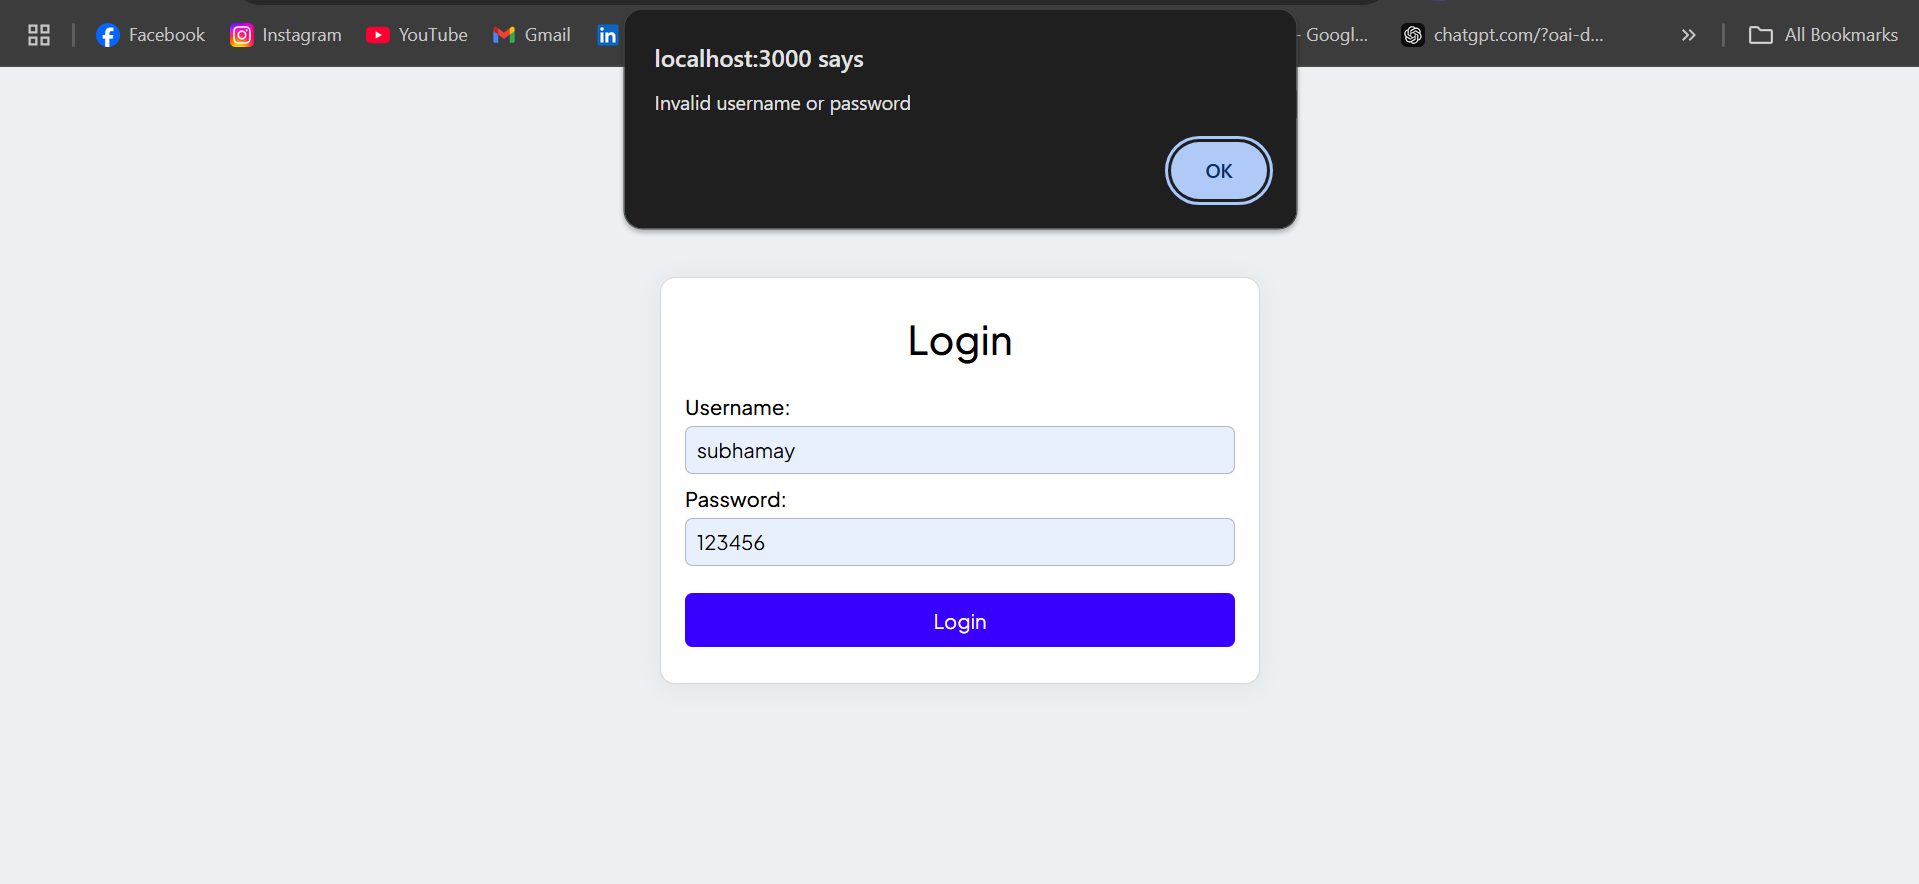 Facebook
Instagram
YouTube
Gmail
in
- Googl...
chatgpt.com/?oai-d...
All Bookmarks
localhost:3000 says
Invalid username or password
OK
Login
Username:
subhamay
Password:
123456
Login